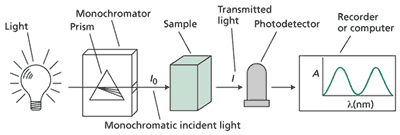 Light
Monochromator
Prism
Sample
Transmitted
light
Photodetector
Recorder
or computer
I₀
I
A
λ(nm)
Monochromatic incident light